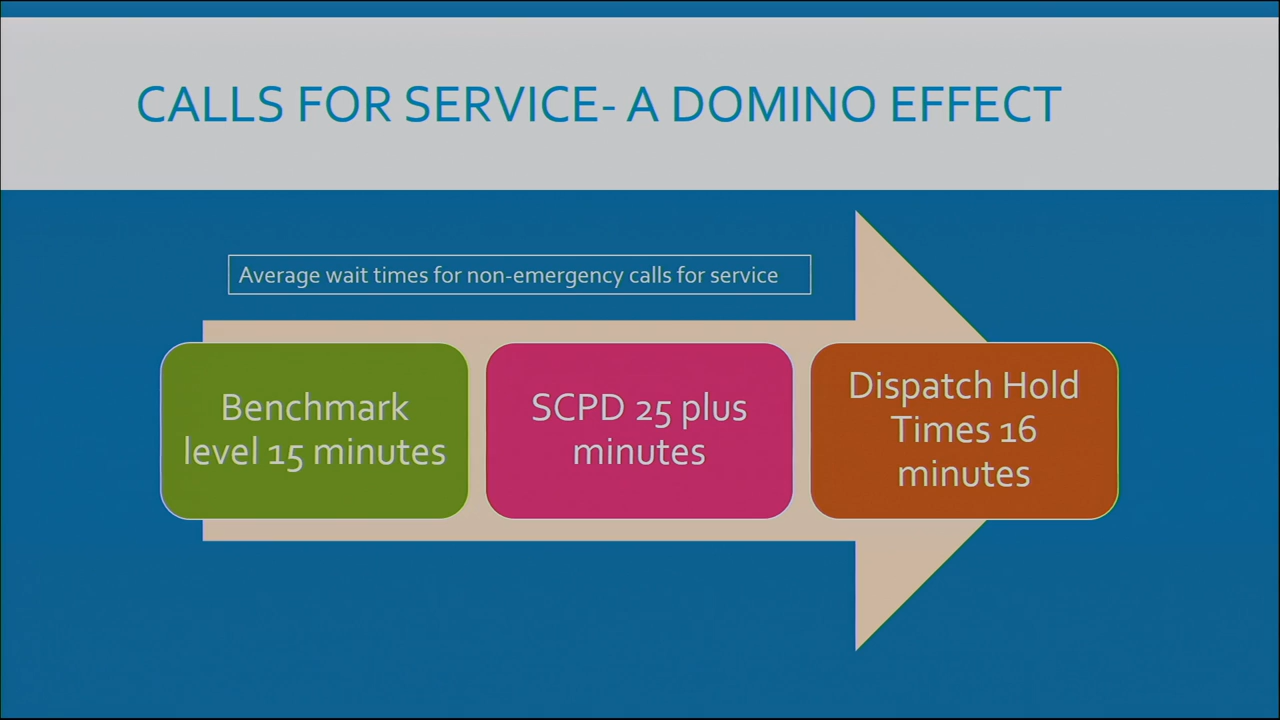 CALLS FOR SERVICE- A DOMINO EFFECT
Average wait times for non-emergency calls for service
Benchmark
level 15 minutes
SCPD 25 plus
minutes
Dispatch Hold
Times 16
minutes